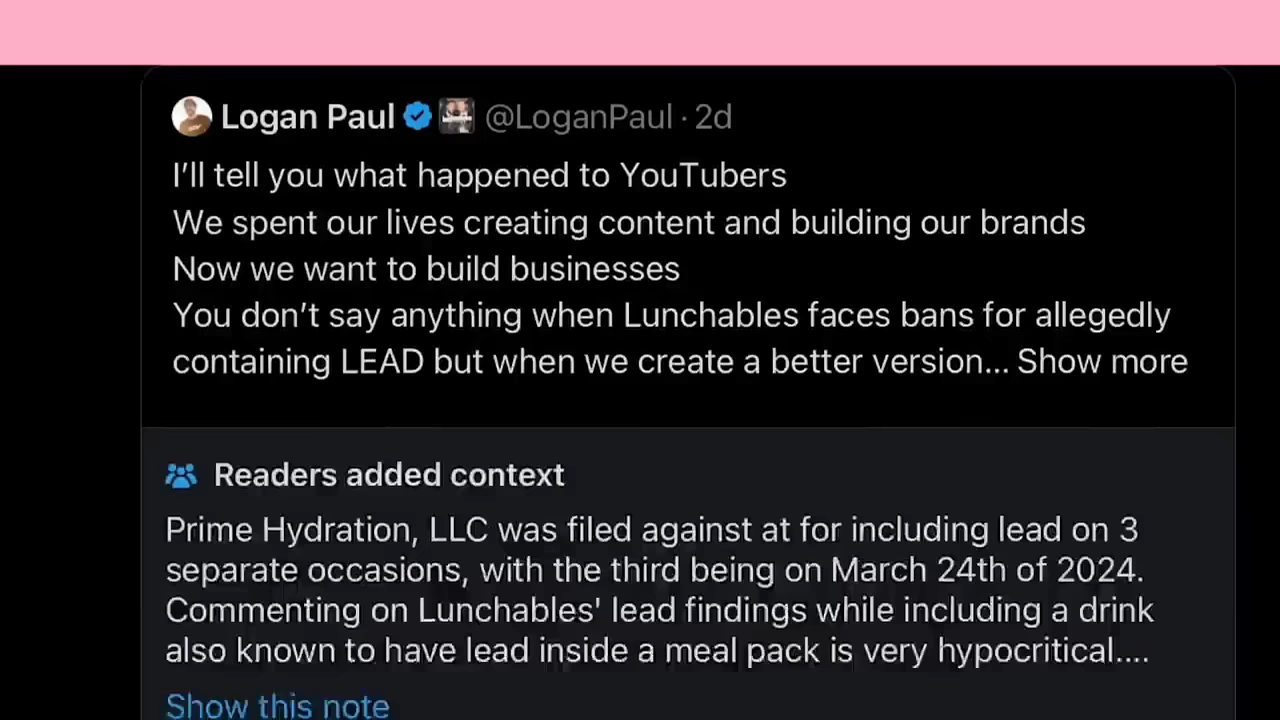 Logan Paul @LoganPaul · 2d
I’ll tell you what happened to YouTubers
We spent our lives creating content and building our brands
Now we want to build businesses
You don’t say anything when Lunchables faces bans for allegedly
containing LEAD but when we create a better version... Show more
Readers added context
Prime Hydration, LLC was filed against at for including lead on 3
separate occasions, with the third being on March 24th of 2024.
Commenting on Lunchables' lead findings while including a drink
also known to have lead inside a meal pack is very hypocritical....
Show this note